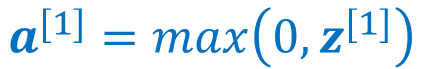 a^[1] = max(0, z^[1])